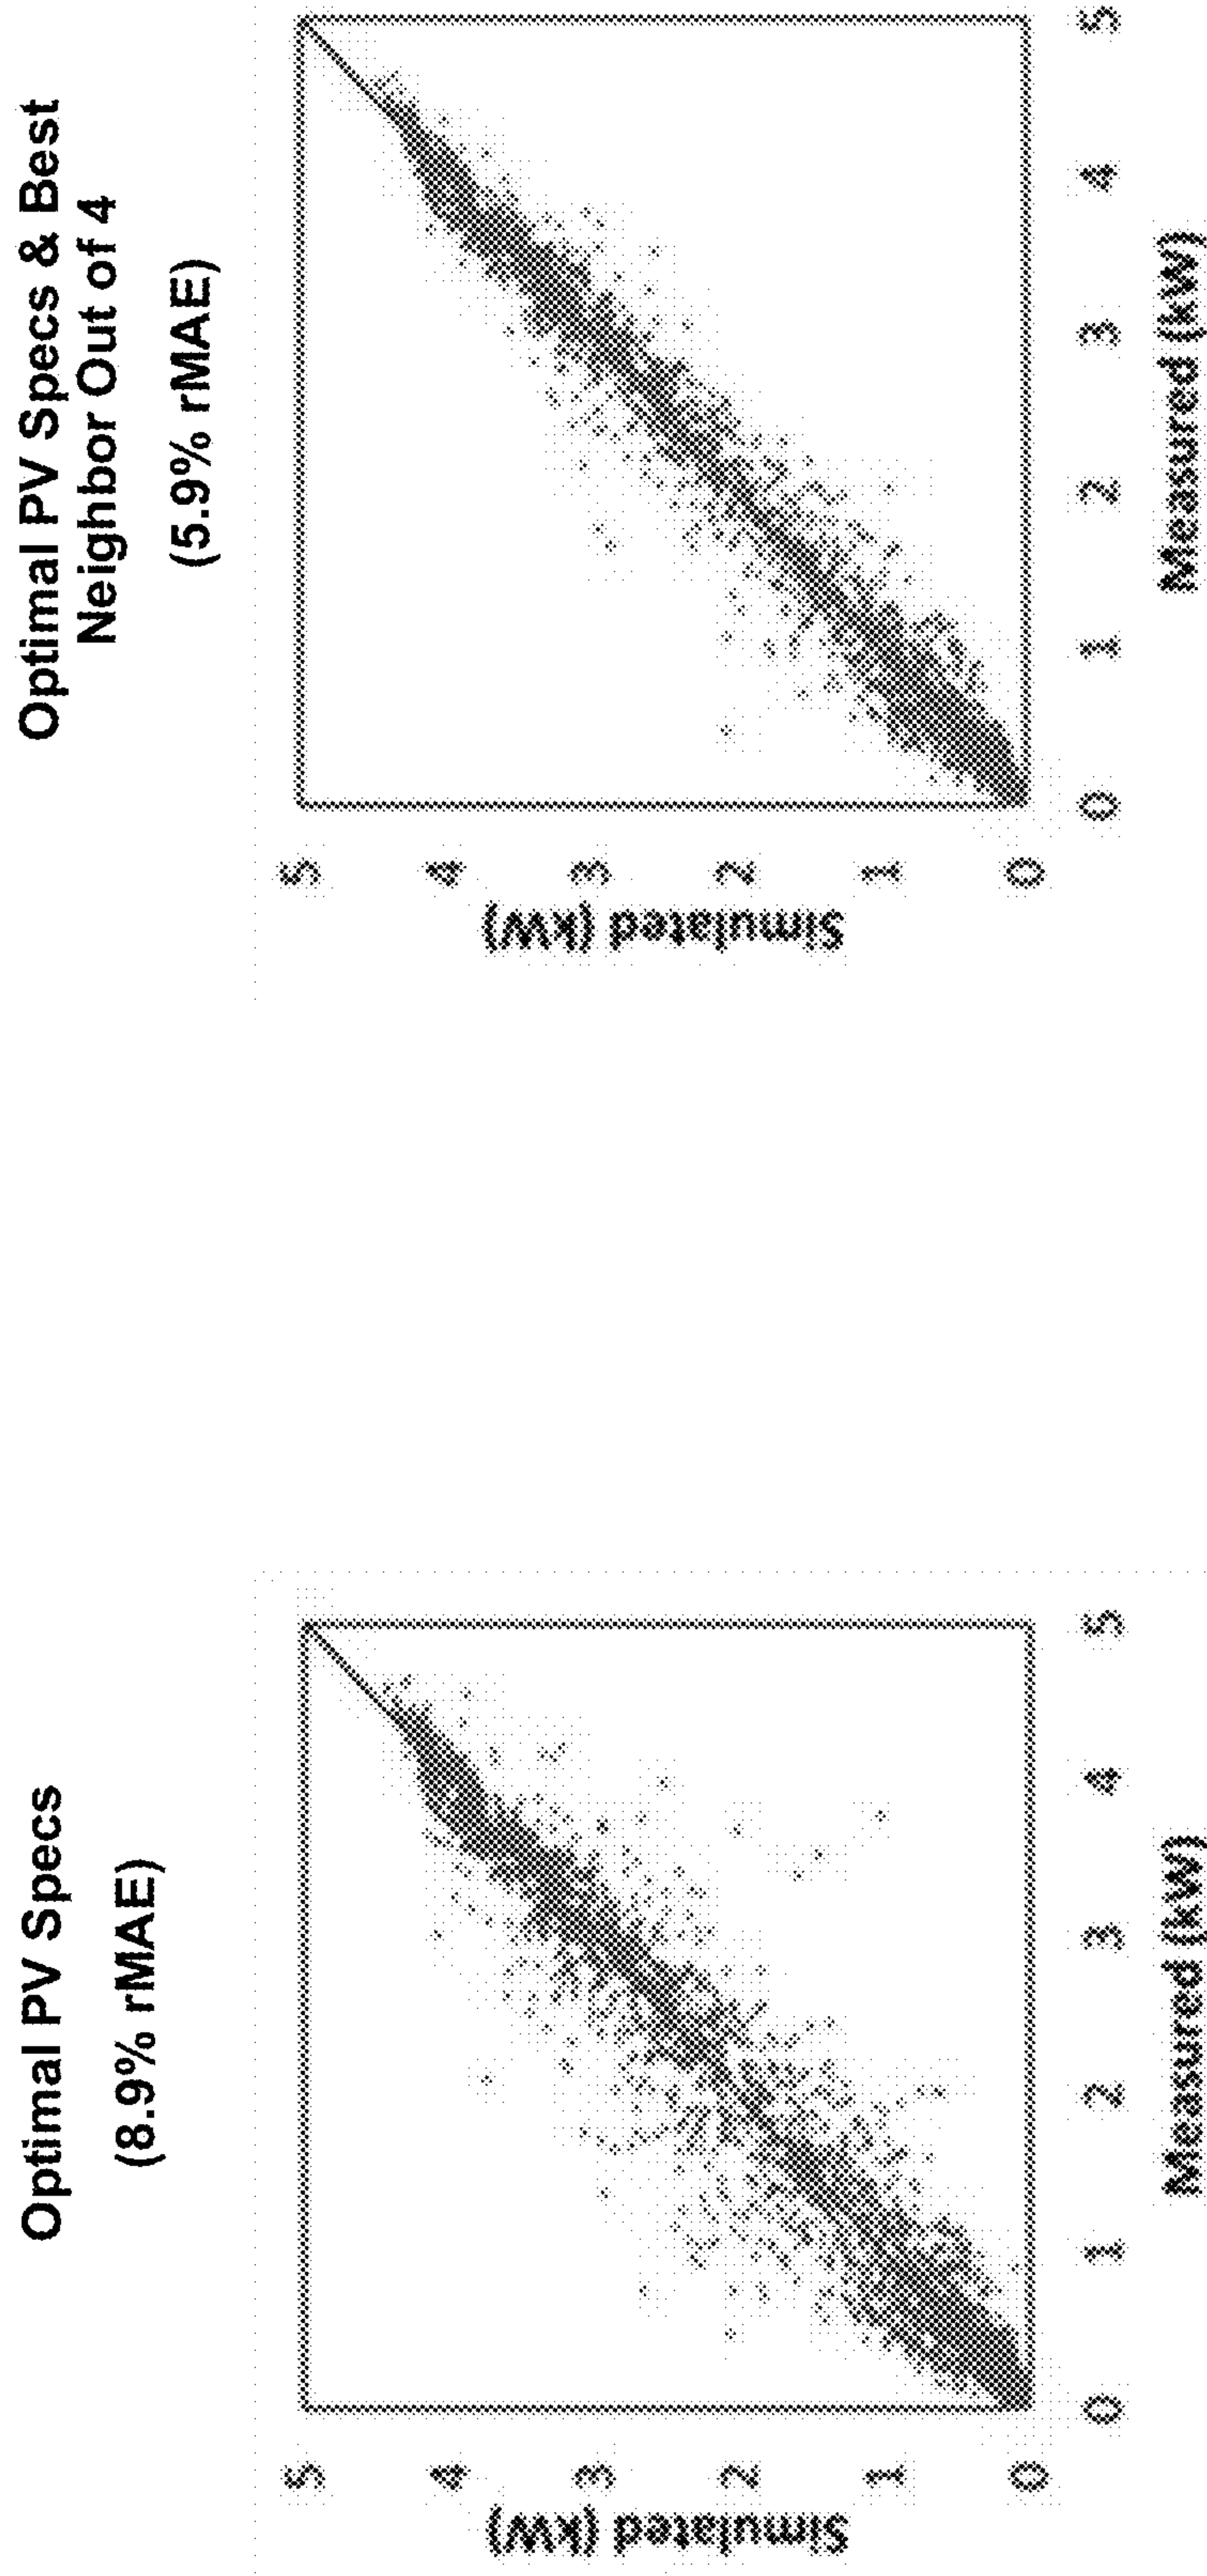 Optimal PV Specs
(8.9% rMAE)
Simulated (kW)
5
4
3
2
1
0
0 1 2 3 4 5
Measured (kW)
Optimal PV Specs & Best
Neighbor Out of 4
(5.9% rMAE)
Simulated (kW)
5
4
3
2
1
0
0 1 2 3 4 5
Measured (kW)